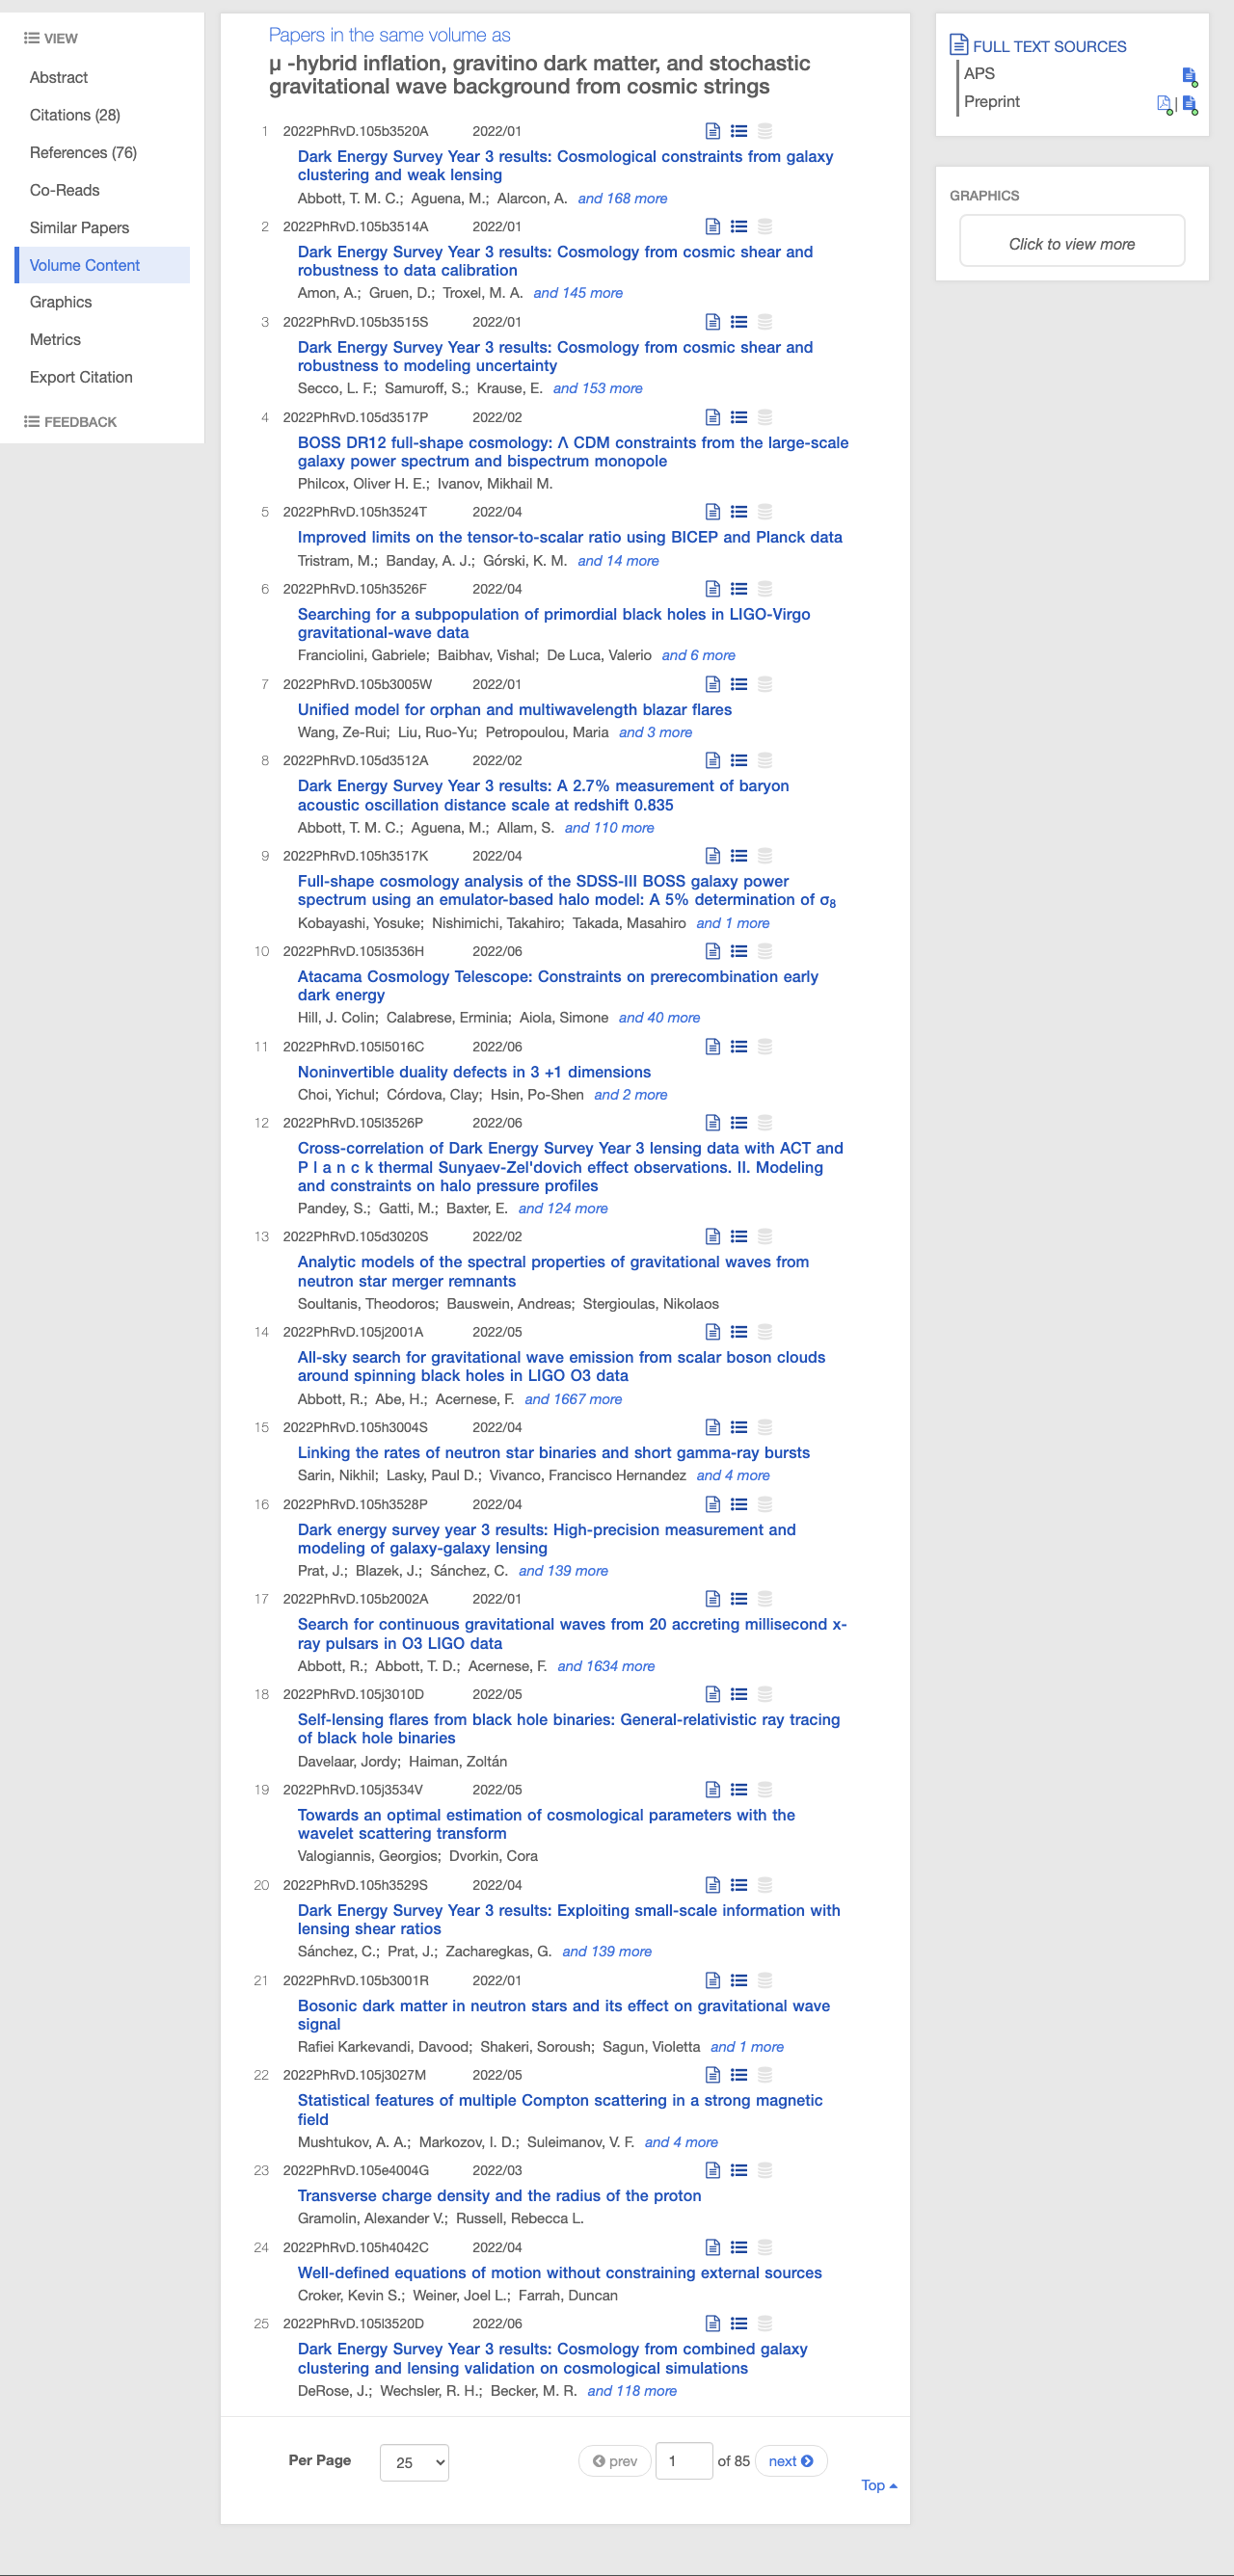 VIEW
Abstract
Citations (28)
References (76)
Co-Reads
Similar Papers
Volume Content
Graphics
Metrics
Export Citation
FEEDBACK
Papers in the same volume as
μ -hybrid inflation, gravitino dark matter, and stochastic
gravitational wave background from cosmic strings
1 2022PhRvD.105b3520A 2022/01
Dark Energy Survey Year 3 results: Cosmological constraints from galaxy
clustering and weak lensing
Abbott, T. M. C.; Aguena, M.; Alarcon, A. and 168 more
2 2022PhRvD.105b3514A 2022/01
Dark Energy Survey Year 3 results: Cosmology from cosmic shear and
robustness to data calibration
Amon, A.; Gruen, D.; Troxel, M. A. and 145 more
3 2022PhRvD.105b3515S 2022/01
Dark Energy Survey Year 3 results: Cosmology from cosmic shear and
robustness to modeling uncertainty
Secco, L. F.; Samuroff, S.; Krause, E. and 153 more
4 2022PhRvD.105d3517P 2022/02
BOSS DR12 full-shape cosmology: Λ CDM constraints from the large-scale
galaxy power spectrum and bispectrum monopole
Philcox, Oliver H. E.; Ivanov, Mikhail M.
5 2022PhRvD.105h3524T 2022/04
Improved limits on the tensor-to-scalar ratio using BICEP and Planck data
Tristram, M.; Banday, A. J.; Górski, K. M. and 14 more
6 2022PhRvD.105h3526F 2022/04
Searching for a subpopulation of primordial black holes in LIGO-Virgo
gravitational-wave data
Franciolini, Gabriele; Baibhav, Vishal; De Luca, Valerio and 6 more
7 2022PhRvD.105b3005W 2022/01
Unified model for orphan and multiwavelength blazar flares
Wang, Ze-Rui; Liu, Ruo-Yu; Petropoulou, Maria and 3 more
8 2022PhRvD.105d3512A 2022/02
Dark Energy Survey Year 3 results: A 2.7% measurement of baryon
acoustic oscillation distance scale at redshift 0.835
Abbott, T. M. C.; Aguena, M.; Allam, S. and 110 more
9 2022PhRvD.105h3517K 2022/04
Full-shape cosmology analysis of the SDSS-III BOSS galaxy power
spectrum using an emulator-based halo model: A 5% determination of σ8
Kobayashi, Yosuke; Nishimichi, Takahiro; Takada, Masahiro and 1 more
10 2022PhRvD.105l3536H 2022/06
Atacama Cosmology Telescope: Constraints on prerecombination early
dark energy
Hill, J. Colin; Calabrese, Erminia; Aiola, Simone and 40 more
11 2022PhRvD.105l5016C 2022/06
Noninvertible duality defects in 3 +1 dimensions
Choi, Yichul; Córdova, Clay; Hsin, Po-Shen and 2 more
12 2022PhRvD.105l3526P 2022/06
Cross-correlation of Dark Energy Survey Year 3 lensing data with ACT and
P l a n c k thermal Sunyaev-Zel'dovich effect observations. II. Modeling
and constraints on halo pressure profiles
Pandey, S.; Gatti, M.; Baxter, E. and 124 more
13 2022PhRvD.105d3020S 2022/02
Analytic models of the spectral properties of gravitational waves from
neutron star merger remnants
Soultanis, Theodoros; Bauswein, Andreas; Stergioulas, Nikolaos
14 2022PhRvD.105j2001A 2022/05
All-sky search for gravitational wave emission from scalar boson clouds
around spinning black holes in LIGO O3 data
Abbott, R.; Abe, H.; Acernese, F. and 1667 more
15 2022PhRvD.105h3004S 2022/04
Linking the rates of neutron star binaries and short gamma-ray bursts
Sarin, Nikhil; Lasky, Paul D.; Vivanco, Francisco Hernandez and 4 more
16 2022PhRvD.105h3528P 2022/04
Dark energy survey year 3 results: High-precision measurement and
modeling of galaxy-galaxy lensing
Prat, J.; Blazek, J.; Sánchez, C. and 139 more
17 2022PhRvD.105b2002A 2022/01
Search for continuous gravitational waves from 20 accreting millisecond x-
ray pulsars in O3 LIGO data
Abbott, R.; Abbott, T. D.; Acernese, F. and 1634 more
18 2022PhRvD.105j3010D 2022/05
Self-lensing flares from black hole binaries: General-relativistic ray tracing
of black hole binaries
Davelaar, Jordy; Haiman, Zoltán
19 2022PhRvD.105j3534V 2022/05
Towards an optimal estimation of cosmological parameters with the
wavelet scattering transform
Valogiannis, Georgios; Dvorkin, Cora
20 2022PhRvD.105h3529S 2022/04
Dark Energy Survey Year 3 results: Exploiting small-scale information with
lensing shear ratios
Sánchez, C.; Prat, J.; Zacharegkas, G. and 139 more
21 2022PhRvD.105b3001R 2022/01
Bosonic dark matter in neutron stars and its effect on gravitational wave
signal
Rafiei Karkevandi, Davood; Shakeri, Soroush; Sagun, Violetta and 1 more
22 2022PhRvD.105j3027M 2022/05
Statistical features of multiple Compton scattering in a strong magnetic
field
Mushtukov, A. A.; Markozov, I. D.; Suleimanov, V. F. and 4 more
23 2022PhRvD.105e4004G 2022/03
Transverse charge density and the radius of the proton
Gramolin, Alexander V.; Russell, Rebecca L.
24 2022PhRvD.105h4042C 2022/04
Well-defined equations of motion without constraining external sources
Croker, Kevin S.; Weiner, Joel L.; Farrah, Duncan
25 2022PhRvD.105l3520D 2022/06
Dark Energy Survey Year 3 results: Cosmology from combined galaxy
clustering and lensing validation on cosmological simulations
DeRose, J.; Wechsler, R. H.; Becker, M. R. and 118 more
Per Page 25 prev 1 of 85 next
Top
FULL TEXT SOURCES
APS
Preprint |
GRAPHICS
Click to view more